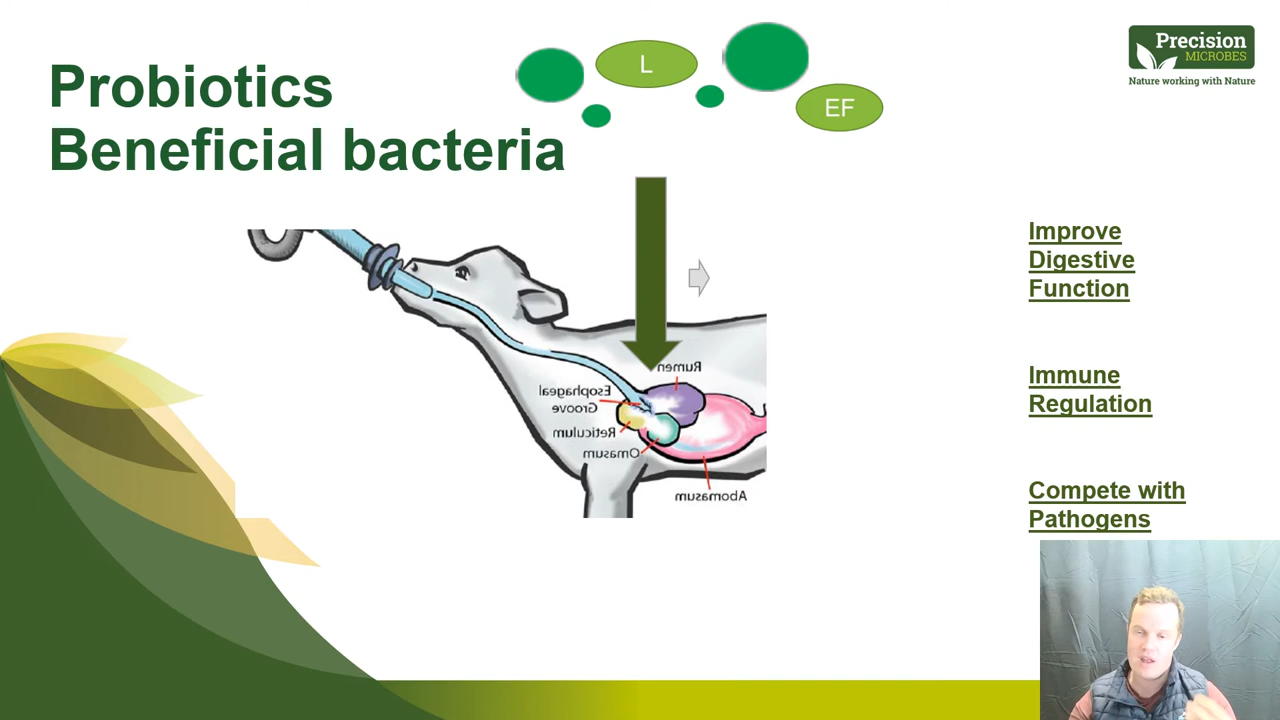 Probiotics
Beneficial bacteria
L
EF
Precision
MICROBES
Nature working with Nature
Rumen
Esophageal
Groove
Reticulum
Omasum
Abomasum
Improve
Digestive
Function
Immune
Regulation
Compete with
Pathogens